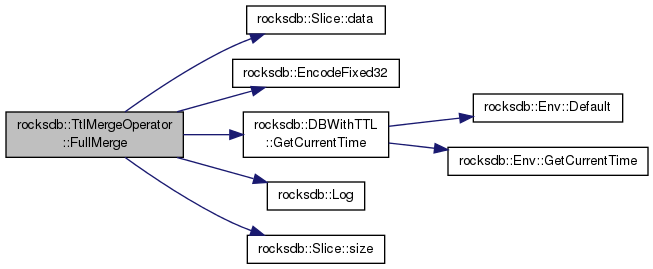 rocksdb::TtlMergeOperator
::FullMerge
rocksdb::Slice::data
rocksdb::EncodeFixed32
rocksdb::DBWithTTL
::GetCurrentTime
rocksdb::Log
rocksdb::Slice::size
rocksdb::Env::Default
rocksdb::Env::GetCurrentTime